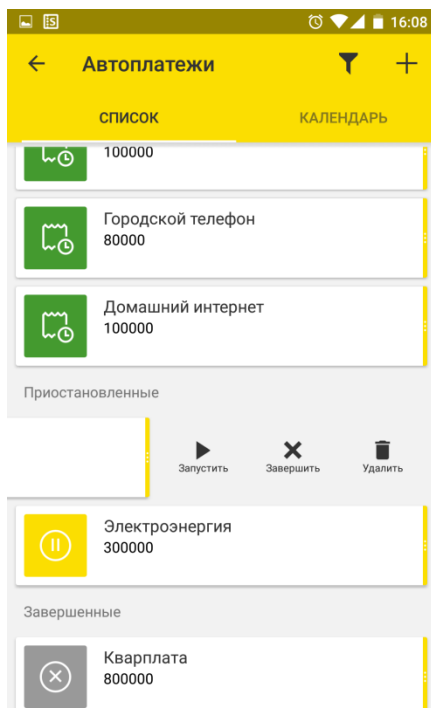 16:08
Автоплатежи
СПИСОК
КАЛЕНДАРЬ
100000
Городской телефон
80000
Домашний интернет
100000
Приостановленные
Запустить
Завершить
Удалить
Электроэнергия
300000
Завершенные
Кварплата
800000